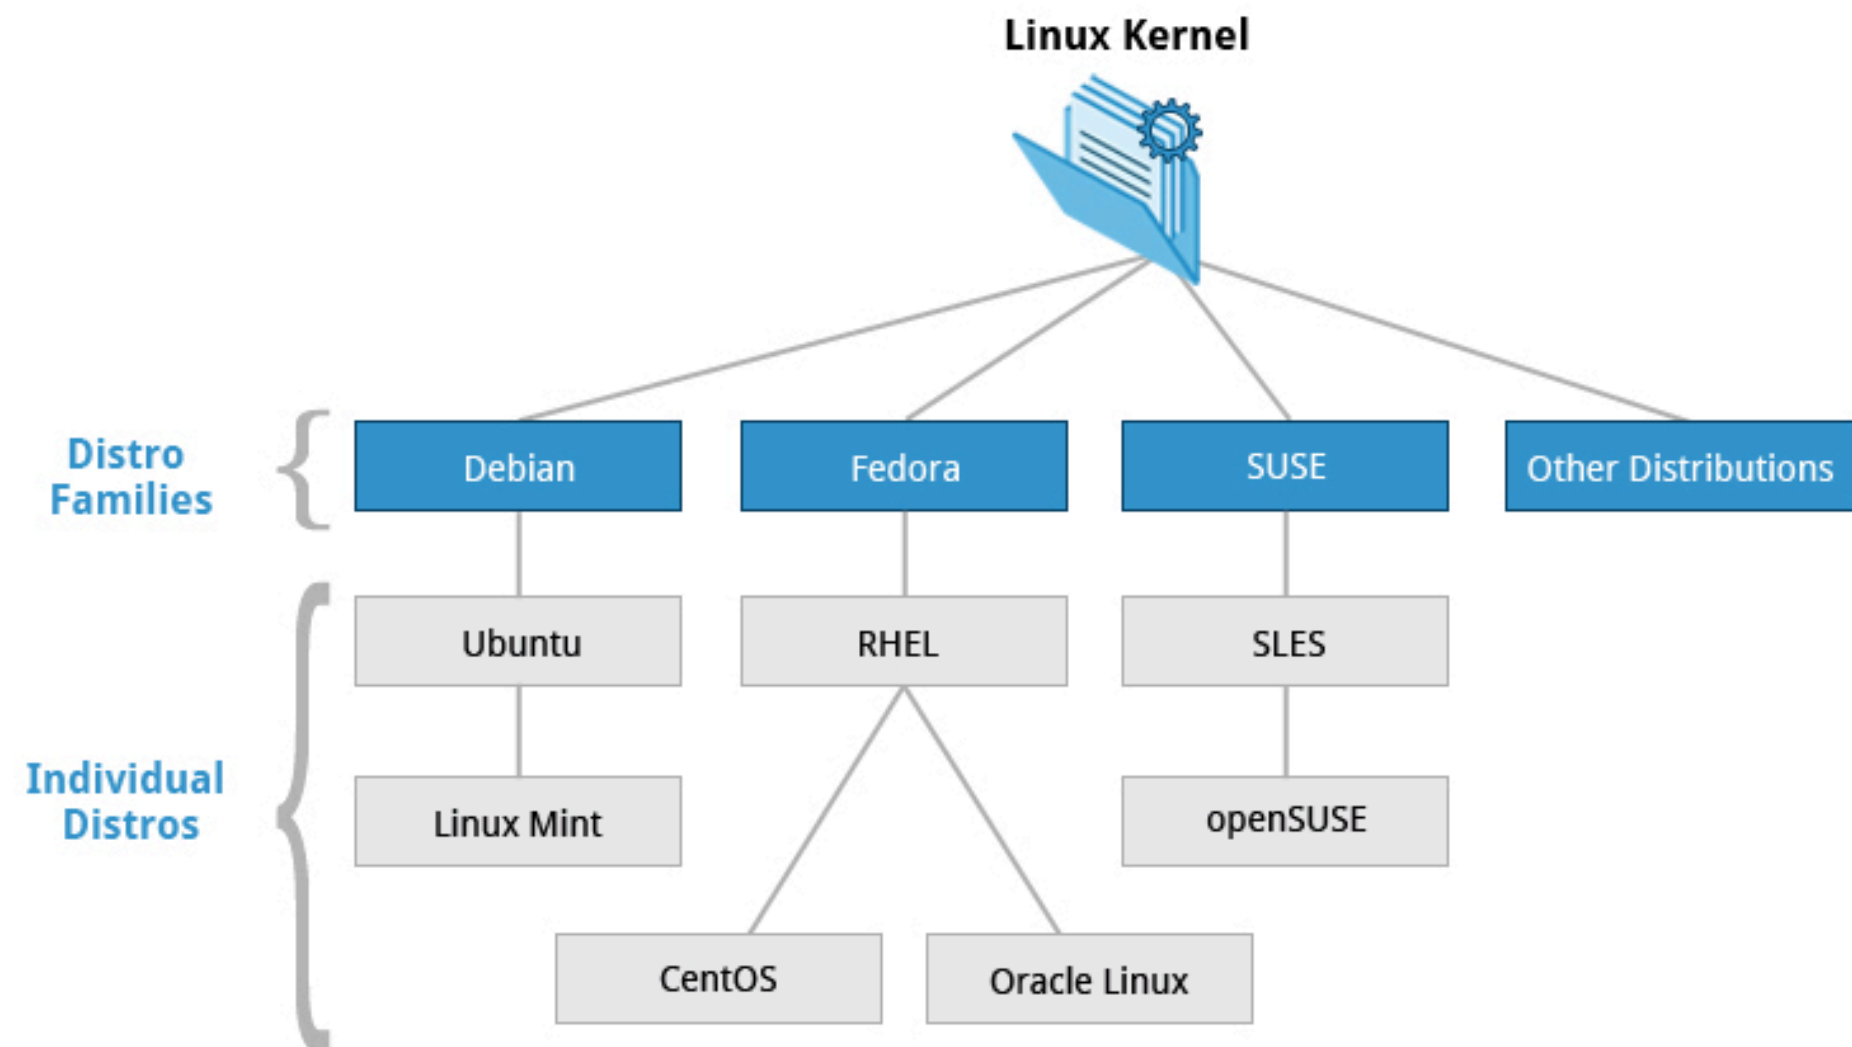 Linux Kernel
Distro
Families
Debian
Fedora
SUSE
Other Distributions
Individual
Distros
Ubuntu
RHEL
SLES
Linux Mint
openSUSE
CentOS
Oracle Linux